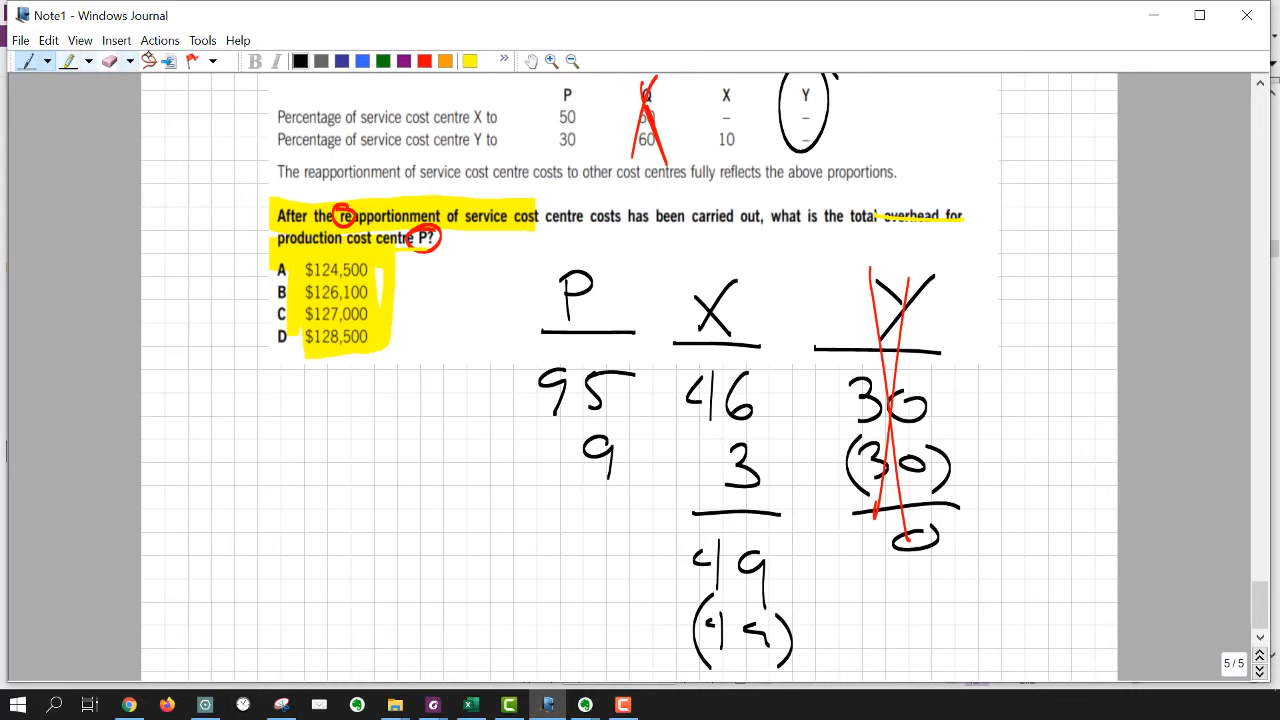 Note1 - Windows Journal
File Edit View Insert Actions Tools Help
B I
P Q X Y
Percentage of service cost centre X to 50 50 – –
Percentage of service cost centre Y to 30 60 10 –
The reapportionment of service cost centre costs to other cost centres fully reflects the above proportions.
After the reapportionment of service cost centre costs has been carried out, what is the total overhead for
production cost centre P?
A $124,500
B $126,100
C $127,000
D $128,500
P X Y
95 46 30
9 3 (30)
49 0
(49)
5 / 5